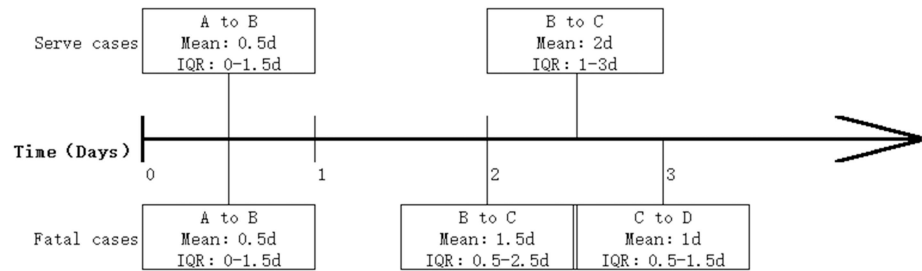 A to B
Mean: 0.5d
IQR: 0-1.5d
B to C
Mean: 2d
IQR: 1-3d
Serve cases
Time (Days)
0
1
2
3
Fatal cases
A to B
Mean: 0.5d
IQR: 0-1.5d
B to C
Mean: 1.5d
IQR: 0.5-2.5d
C to D
Mean: 1d
IQR: 0.5-1.5d